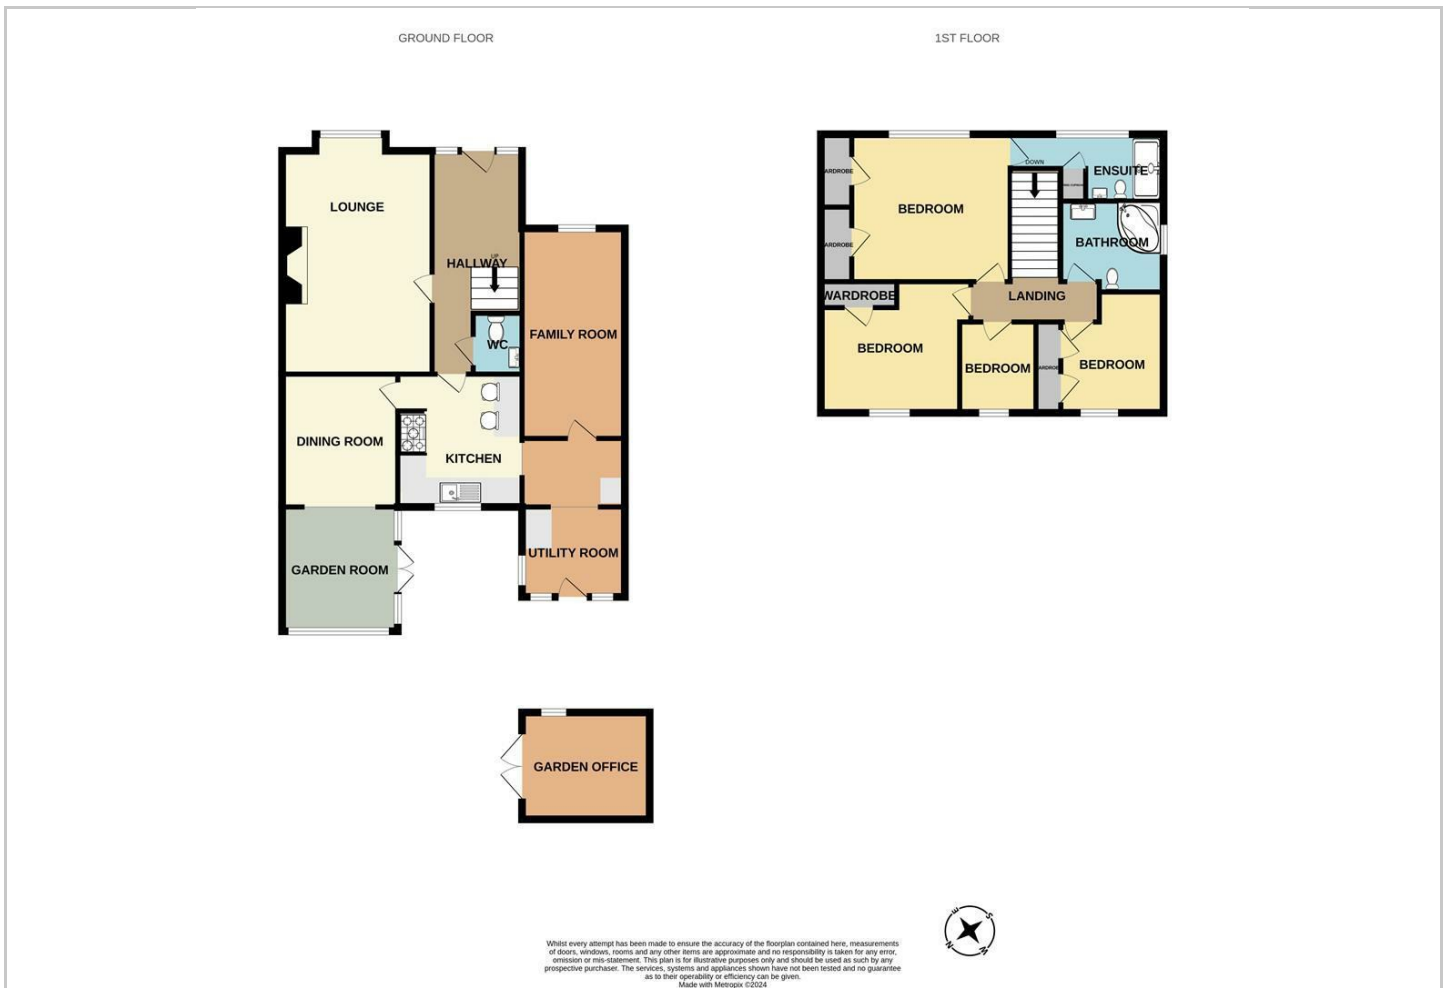 GROUND FLOOR
1ST FLOOR
LOUNGE
HALLWAY
UP
WC
FAMILY ROOM
DINING ROOM
KITCHEN
GARDEN ROOM
UTILITY ROOM
GARDEN OFFICE
ARDROBE
ARDROBE
BEDROOM
DOWN
ENSUITE
BATHROOM
WARDROBE
LANDING
BEDROOM
BEDROOM
ARDROBE
BEDROOM
E
S
N
W
Whilst every attempt has been made to ensure the accuracy of the floorplan contained here, measurements
of doors, windows, rooms and any other items are approximate and no responsibility is taken for any error,
omission or mis-statement. This plan is for illustrative purposes only and should be used as such by any
prospective purchaser. The services, systems and appliances shown have not been tested and no guarantee
as to their operability or efficiency can be given.
Made with Metropix ©2024